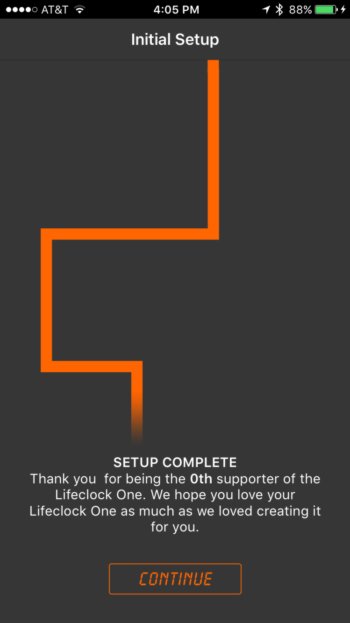 AT&T 4:05 PM 88%
Initial Setup
SETUP COMPLETE
Thank you  for being the 0th supporter of the
Lifeclock One. We hope you love your
Lifeclock One as much as we loved creating it
for you.
CONTINUE